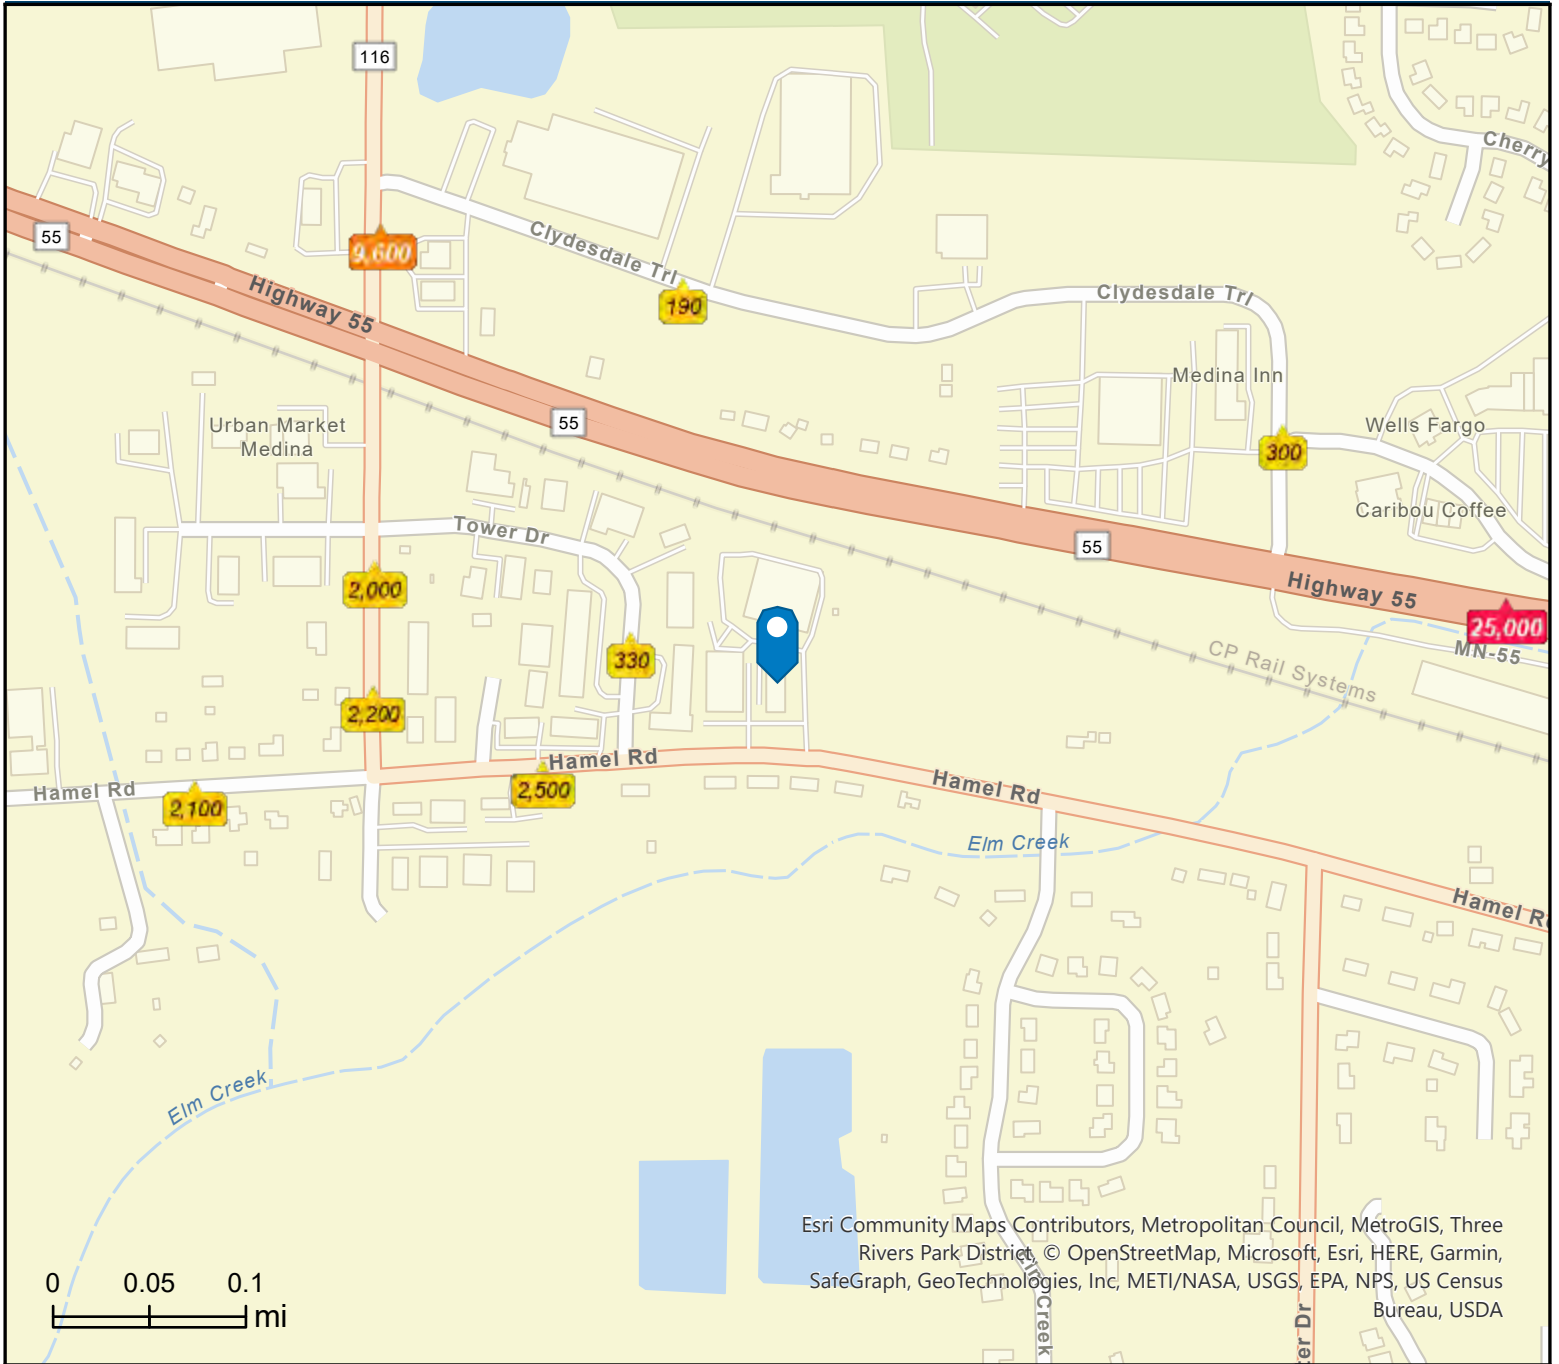 116
Cherry
55
Clydesdale Trl
9,600
Highway 55
190
Clydesdale Trl
Medina Inn
Urban Market
Medina
55
Wells Fargo
300
Caribou Coffee
Tower Dr
55
2,000
Highway 55
25,000
330
MN-55
CP Rail Systems
2,200
Hamel Rd
Hamel Rd
2,500
Hamel Rd
2,100
Elm Creek
Hamel R
Elm Creek
Esri Community Maps Contributors, Metropolitan Council, MetroGIS, Three
Rivers Park District, © OpenStreetMap, Microsoft, Esri, HERE, Garmin,
SafeGraph, GeoTechnologies, Inc, METI/NASA, USGS, EPA, NPS, US Census
Bureau, USDA
0 0.05 0.1
mi
Elm Creek
er Dr